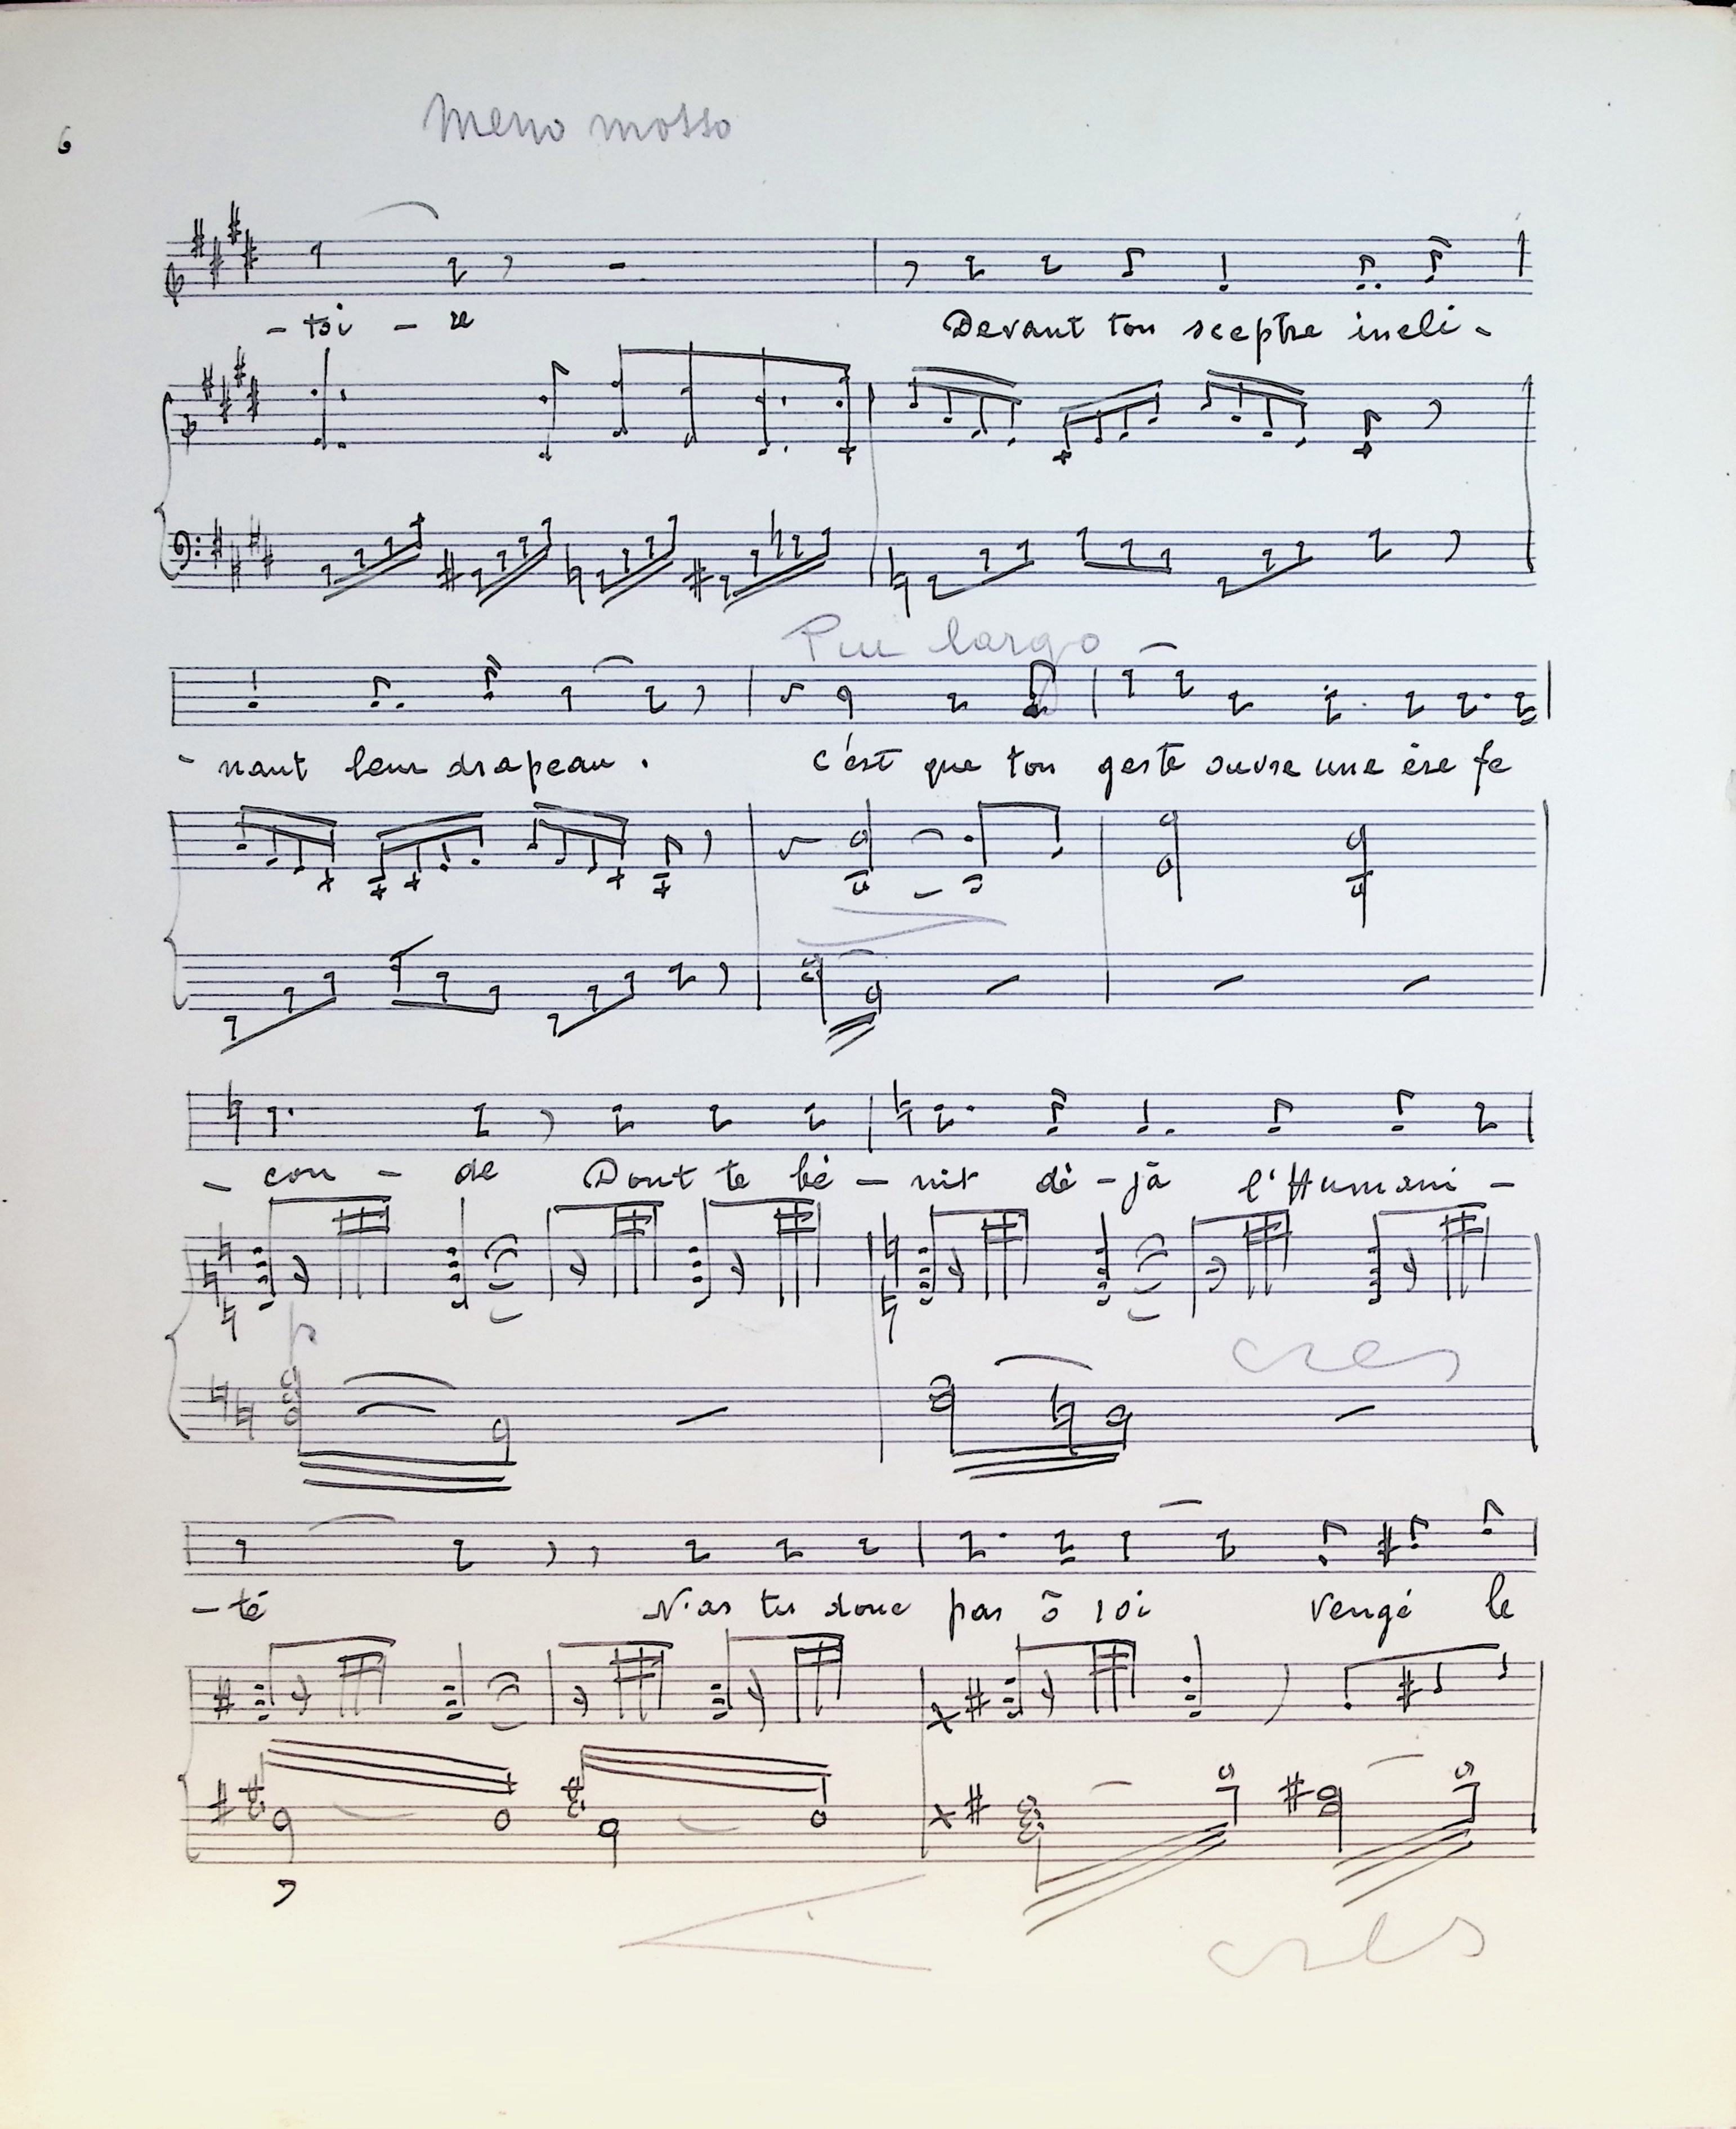 6
Meno mosso
- toi - re Devant ton sceptre incli -
- nant leur drapeau . c'est que ton geste ouvre une ère fe
Piu largo
- con - de Dont te bé - nit dé - jà l'Humani -
p
cres
- té N'as tu donc pas ô roi Vengé le
cres